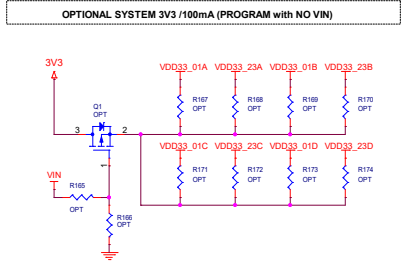 OPTIONAL SYSTEM 3V3 /100mA (PROGRAM with NO VIN)
3V3
VDD33_01A VDD33_23A VDD33_01B VDD33_23B
Q1
OPT
R167
OPT
R168
OPT
R169
OPT
R170
OPT
3
2
1
VDD33_01C VDD33_23C VDD33_01D VDD33_23D
R171
OPT
R172
OPT
R173
OPT
R174
OPT
VIN
R165
OPT
R166
OPT